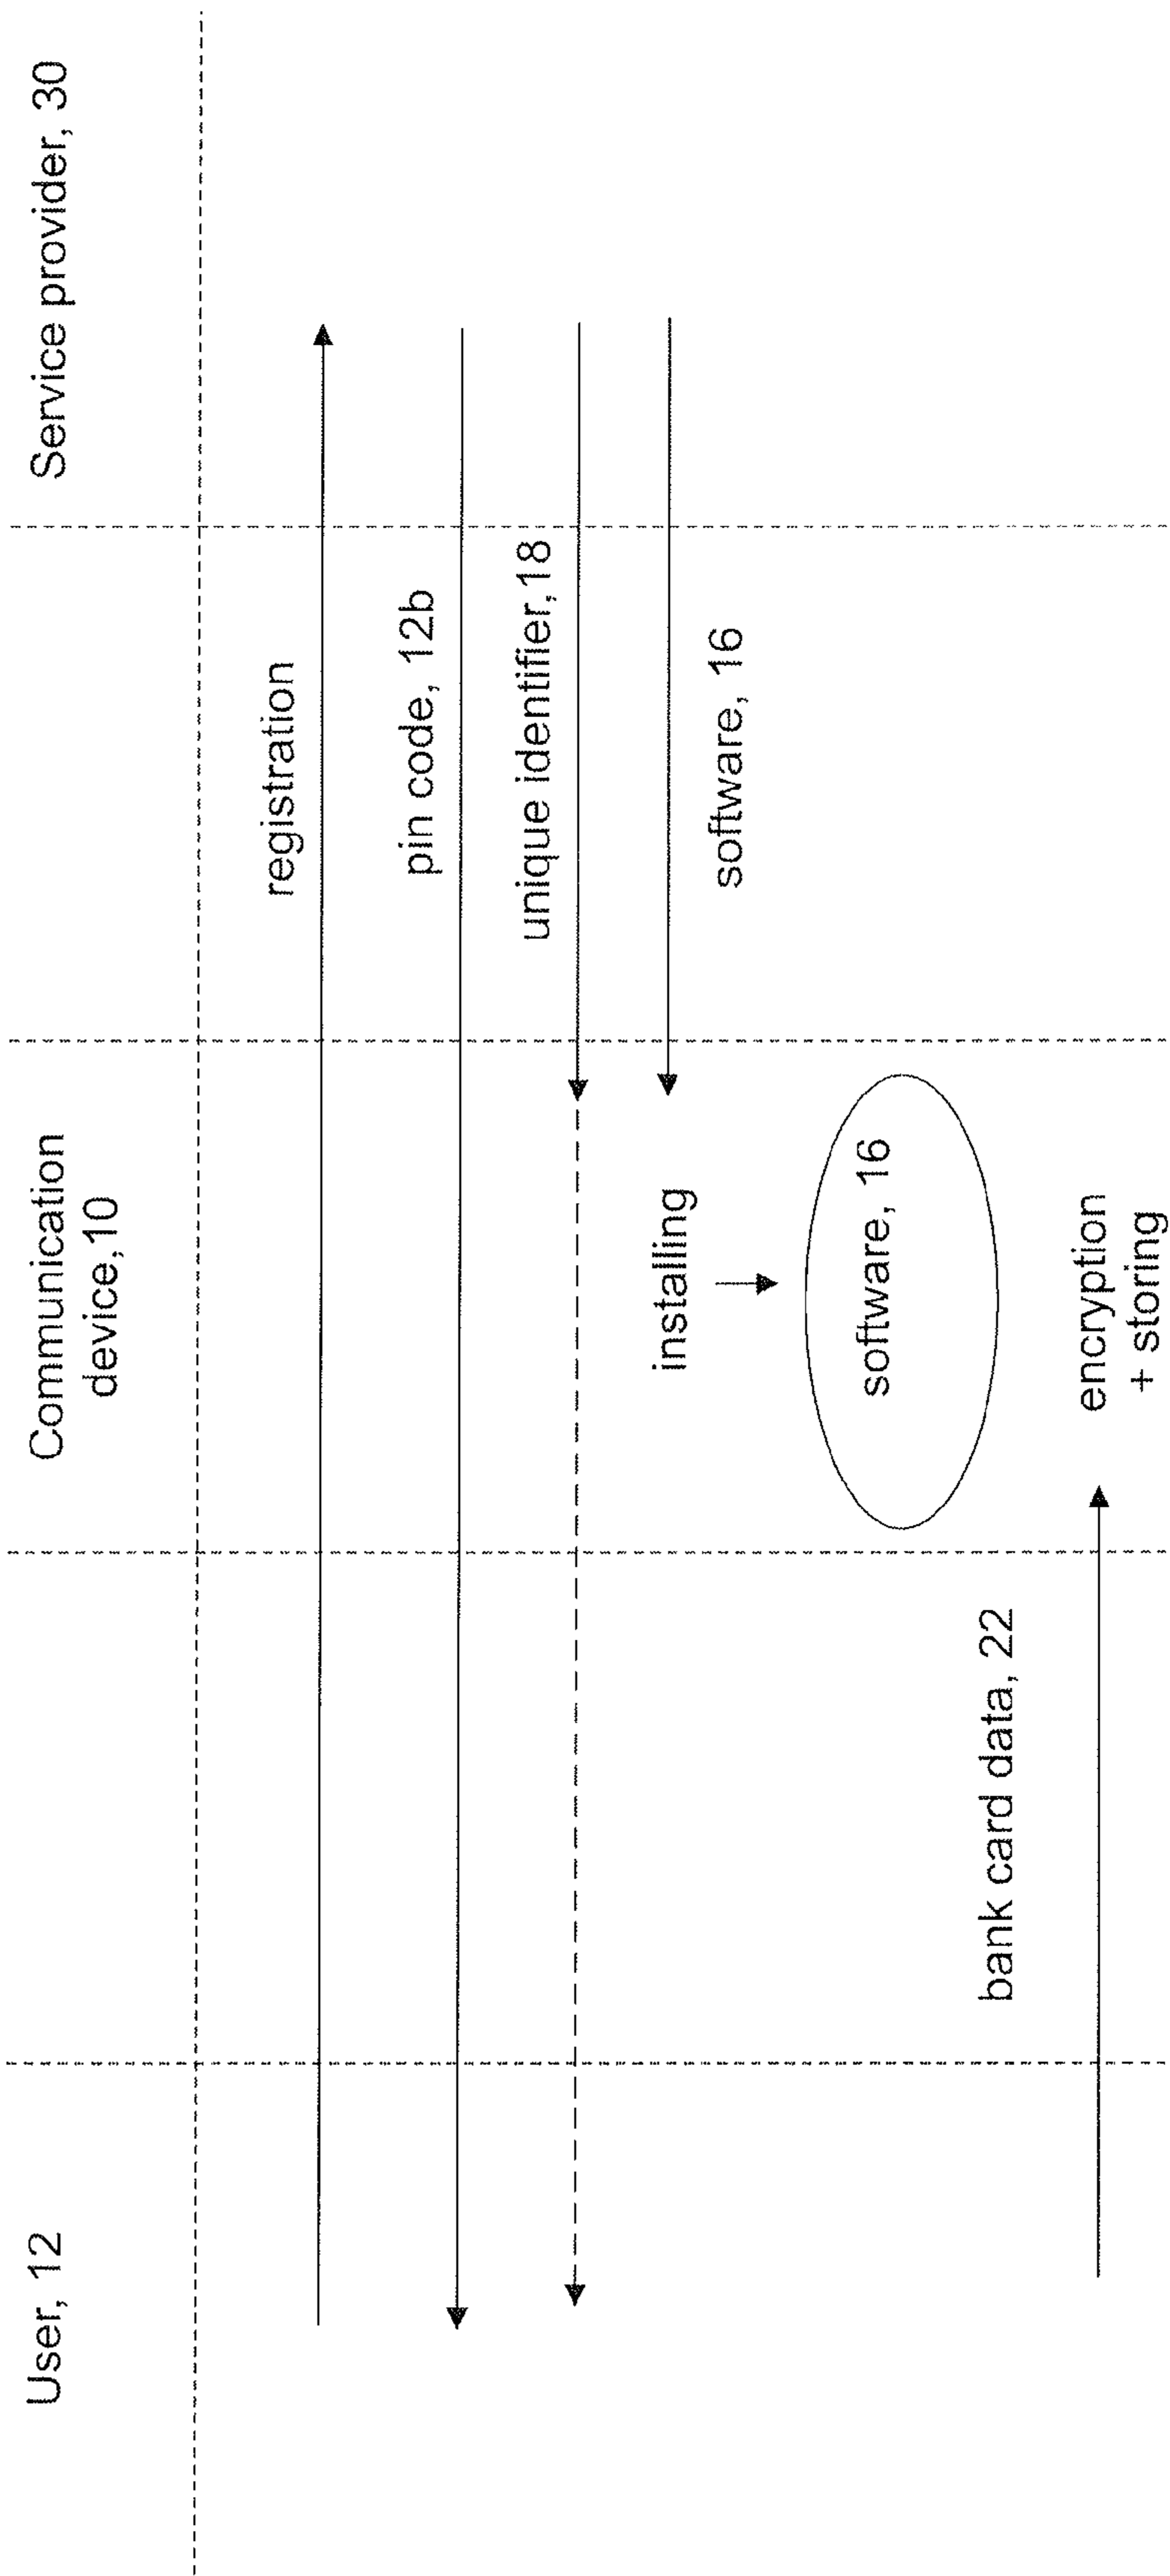 User, 12
Communication
device,10
Service provider, 30
registration
pin code, 12b
unique identifier,18
software, 16
installing
software, 16
bank card data, 22
encryption
+ storing